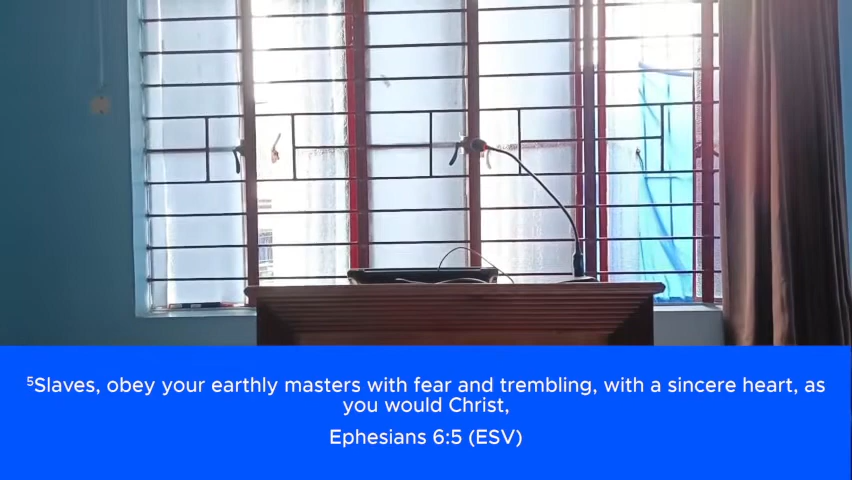 ⁵Slaves, obey your earthly masters with fear and trembling, with a sincere heart, as
you would Christ,
Ephesians 6:5 (ESV)